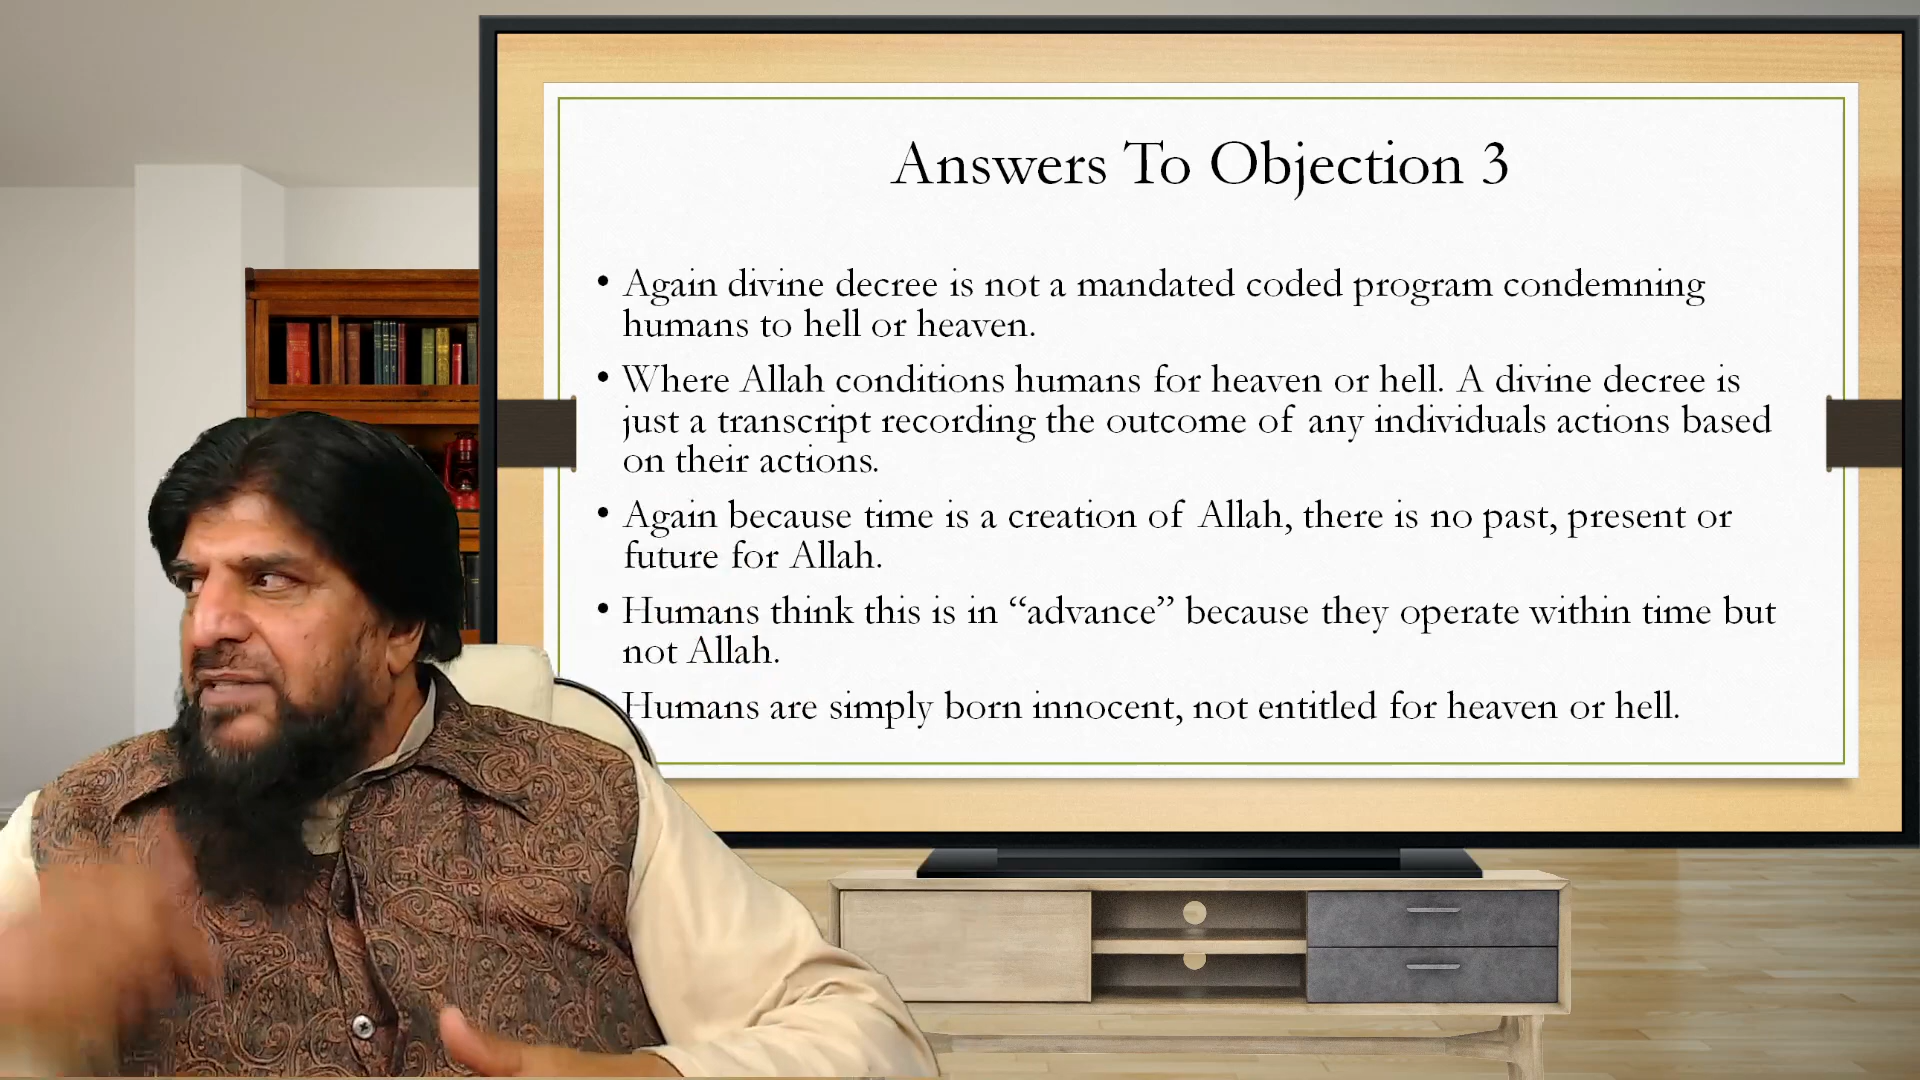 Answers To Objection 3
• Again divine decree is not a mandated coded program condemning
humans to hell or heaven.
• Where Allah conditions humans for heaven or hell. A divine decree is
just a transcript recording the outcome of any individuals actions based
on their actions.
• Again because time is a creation of Allah, there is no past, present or
future for Allah.
• Humans think this is in “advance” because they operate within time but
not Allah.
Humans are simply born innocent, not entitled for heaven or hell.